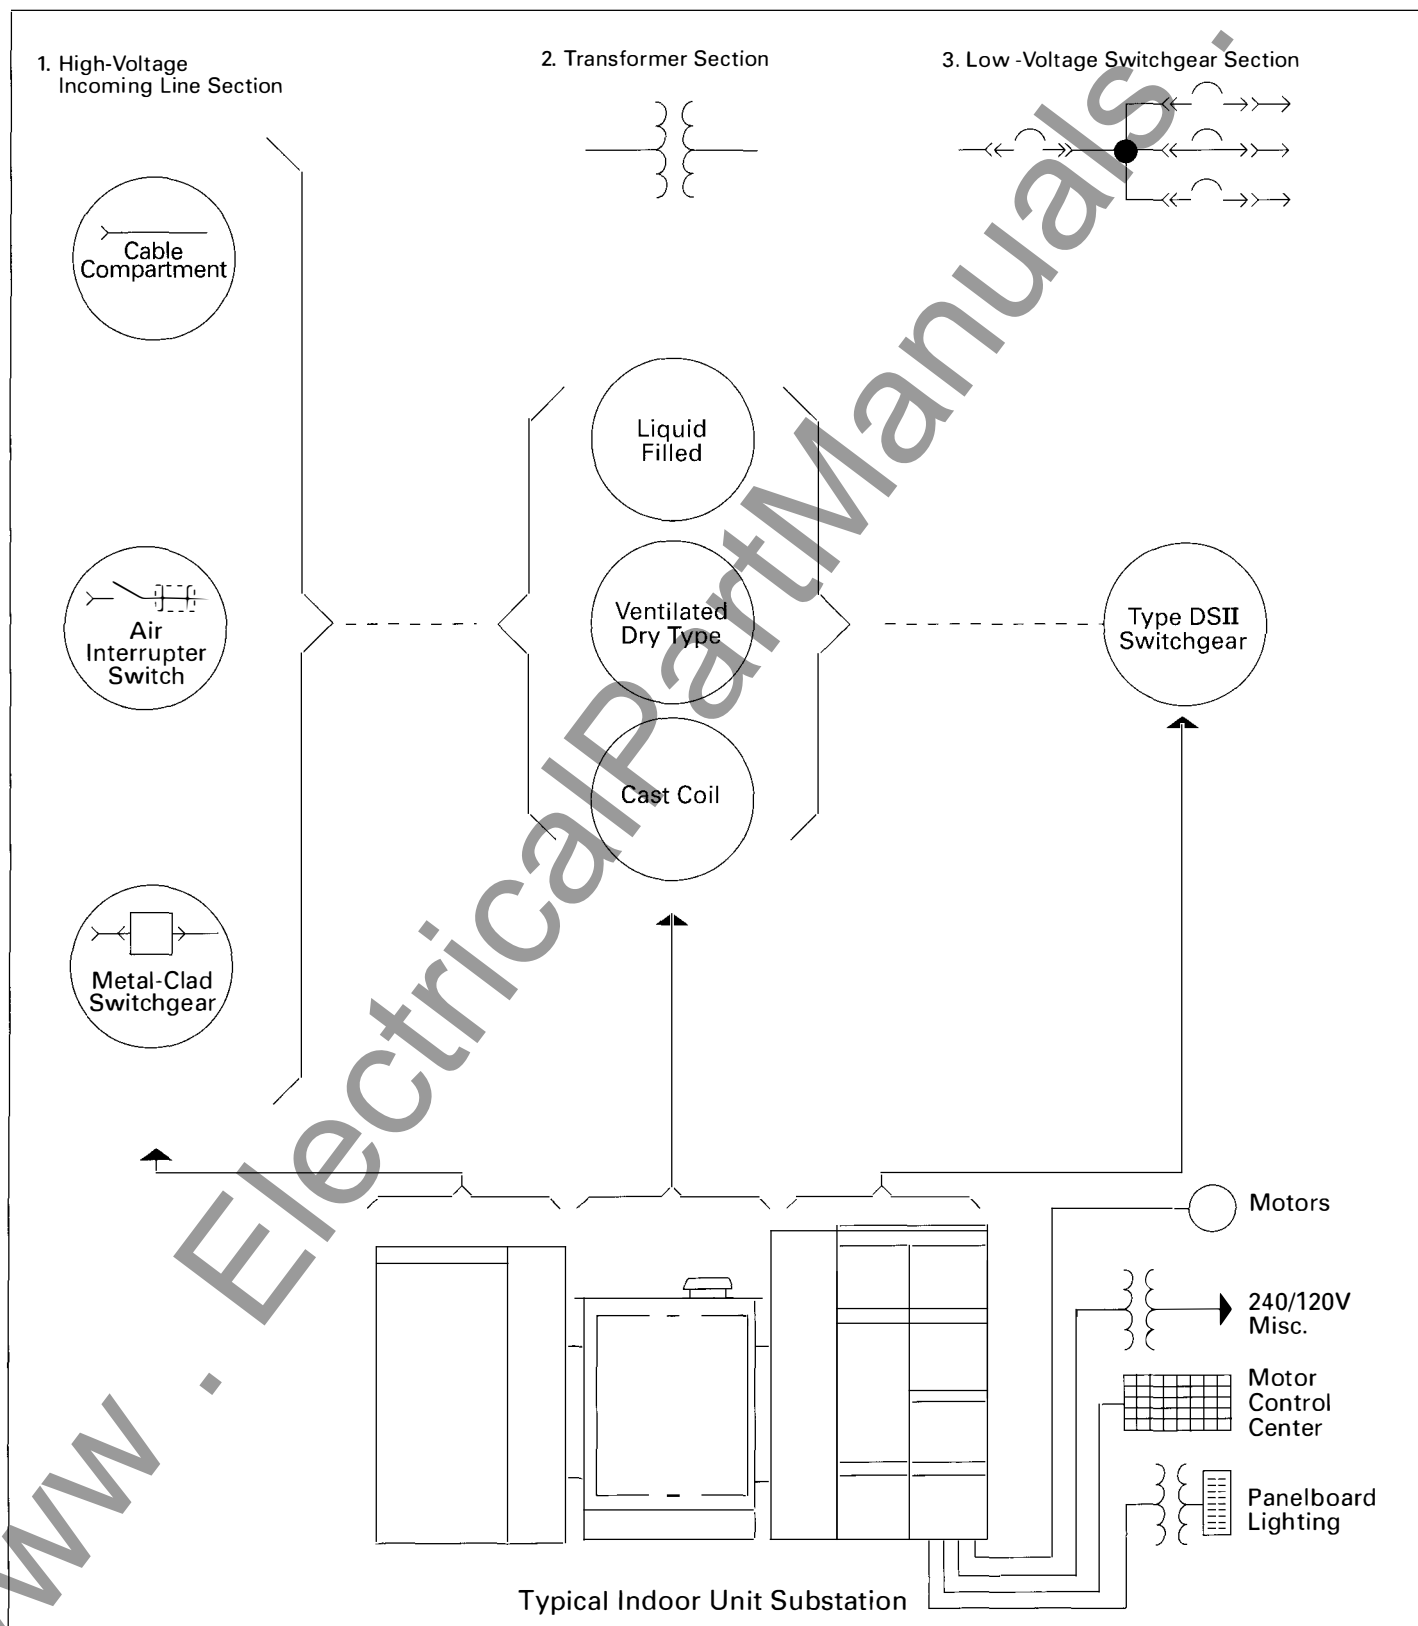 1. High-Voltage
Incoming Line Section
2. Transformer Section
3. Low -Voltage Switchgear Section
Cable
Compartment
Liquid
Filled
Air
Interrupter
Switch
Ventilated
Dry Type
Type DSII
Switchgear
Cast Coil
Metal-Clad
Switchgear
Motors
240/120V
Misc.
Motor
Control
Center
Panelboard
Lighting
Typical Indoor Unit Substation
ww . ElectricalPartManuals .